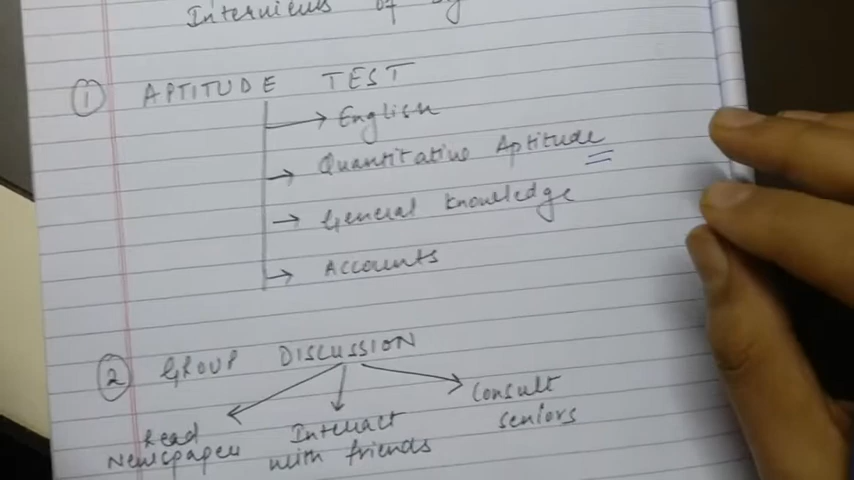 Interviews of
① APTITUDE TEST
→ English
→ Quantitative Aptitude
→ General Knowledge
→ Accounts
② GROUP DISCUSSION
Read Newspaper
Interact with friends
Consult seniors